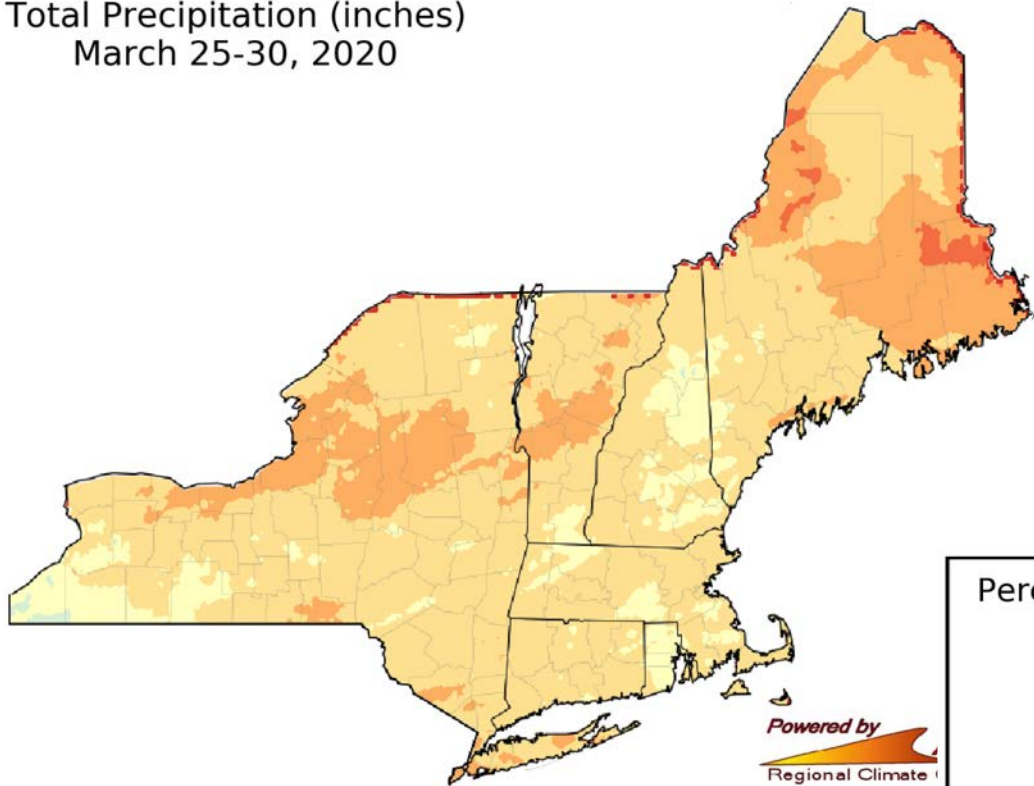 Total Precipitation (inches)
March 25-30, 2020
Powered by
Regional Climate